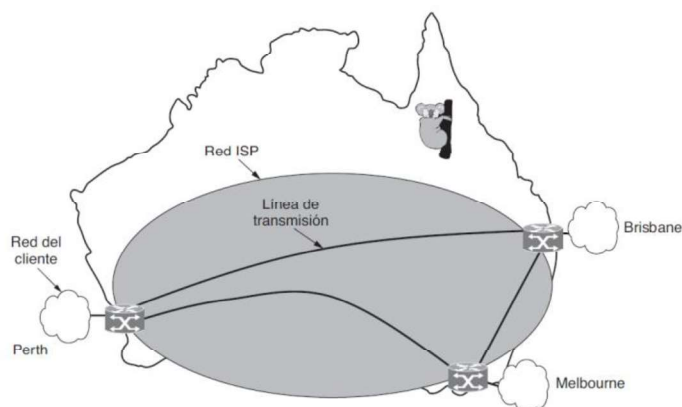 Red ISP
Línea de
transmisión
Red del
cliente
Brisbane
Perth
Melbourne